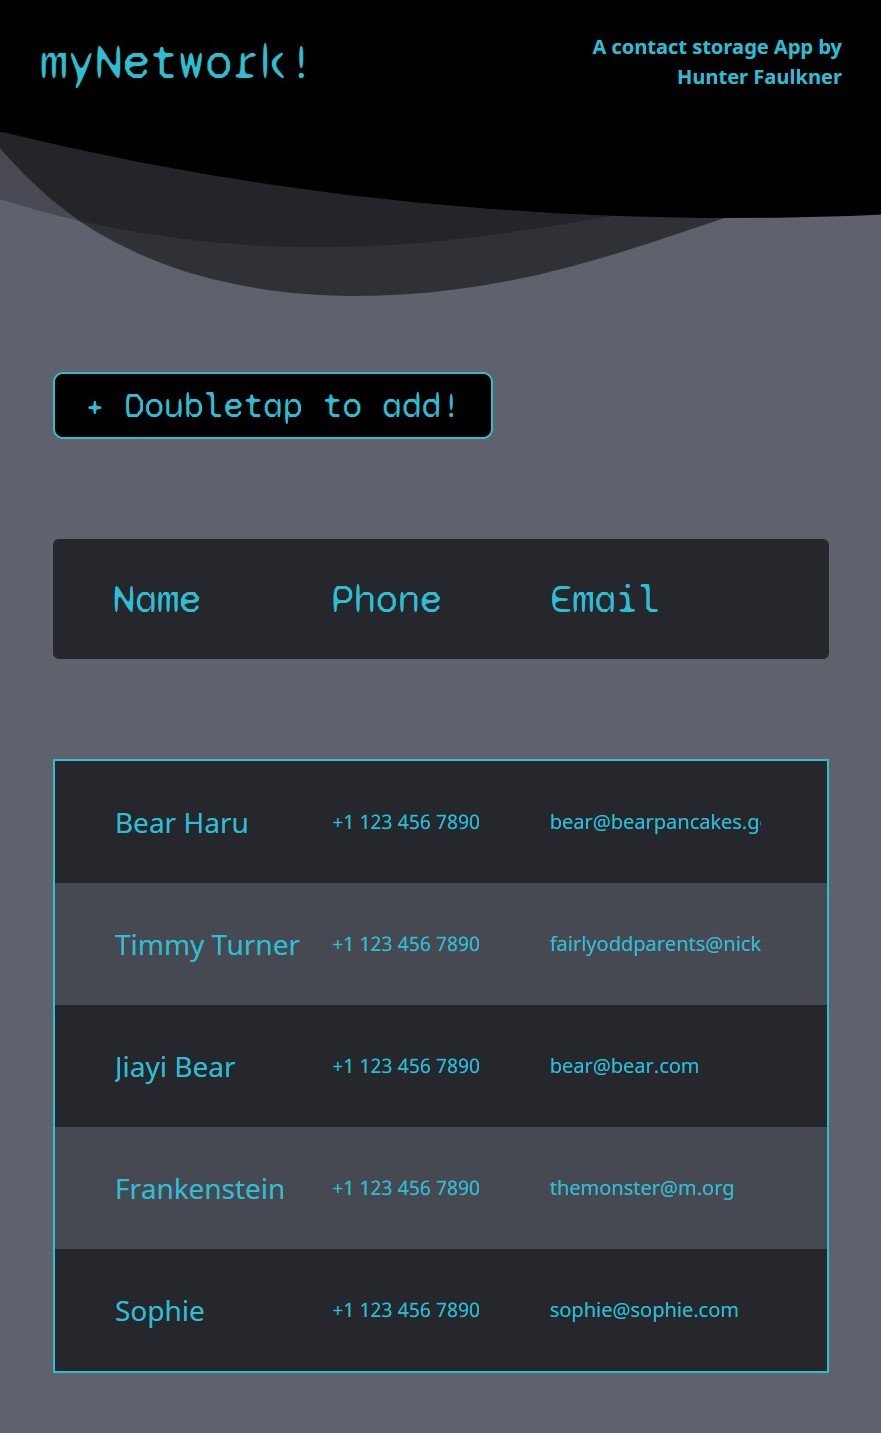 myNetwork!
A contact storage App by
Hunter Faulkner
+ Doubletap to add!
Name Phone Email
Bear Haru +1 123 456 7890 bear@bearpancakes.g
Timmy Turner +1 123 456 7890 fairlyoddparents@nick
Jiayi Bear +1 123 456 7890 bear@bear.com
Frankenstein +1 123 456 7890 themonster@m.org
Sophie +1 123 456 7890 sophie@sophie.com